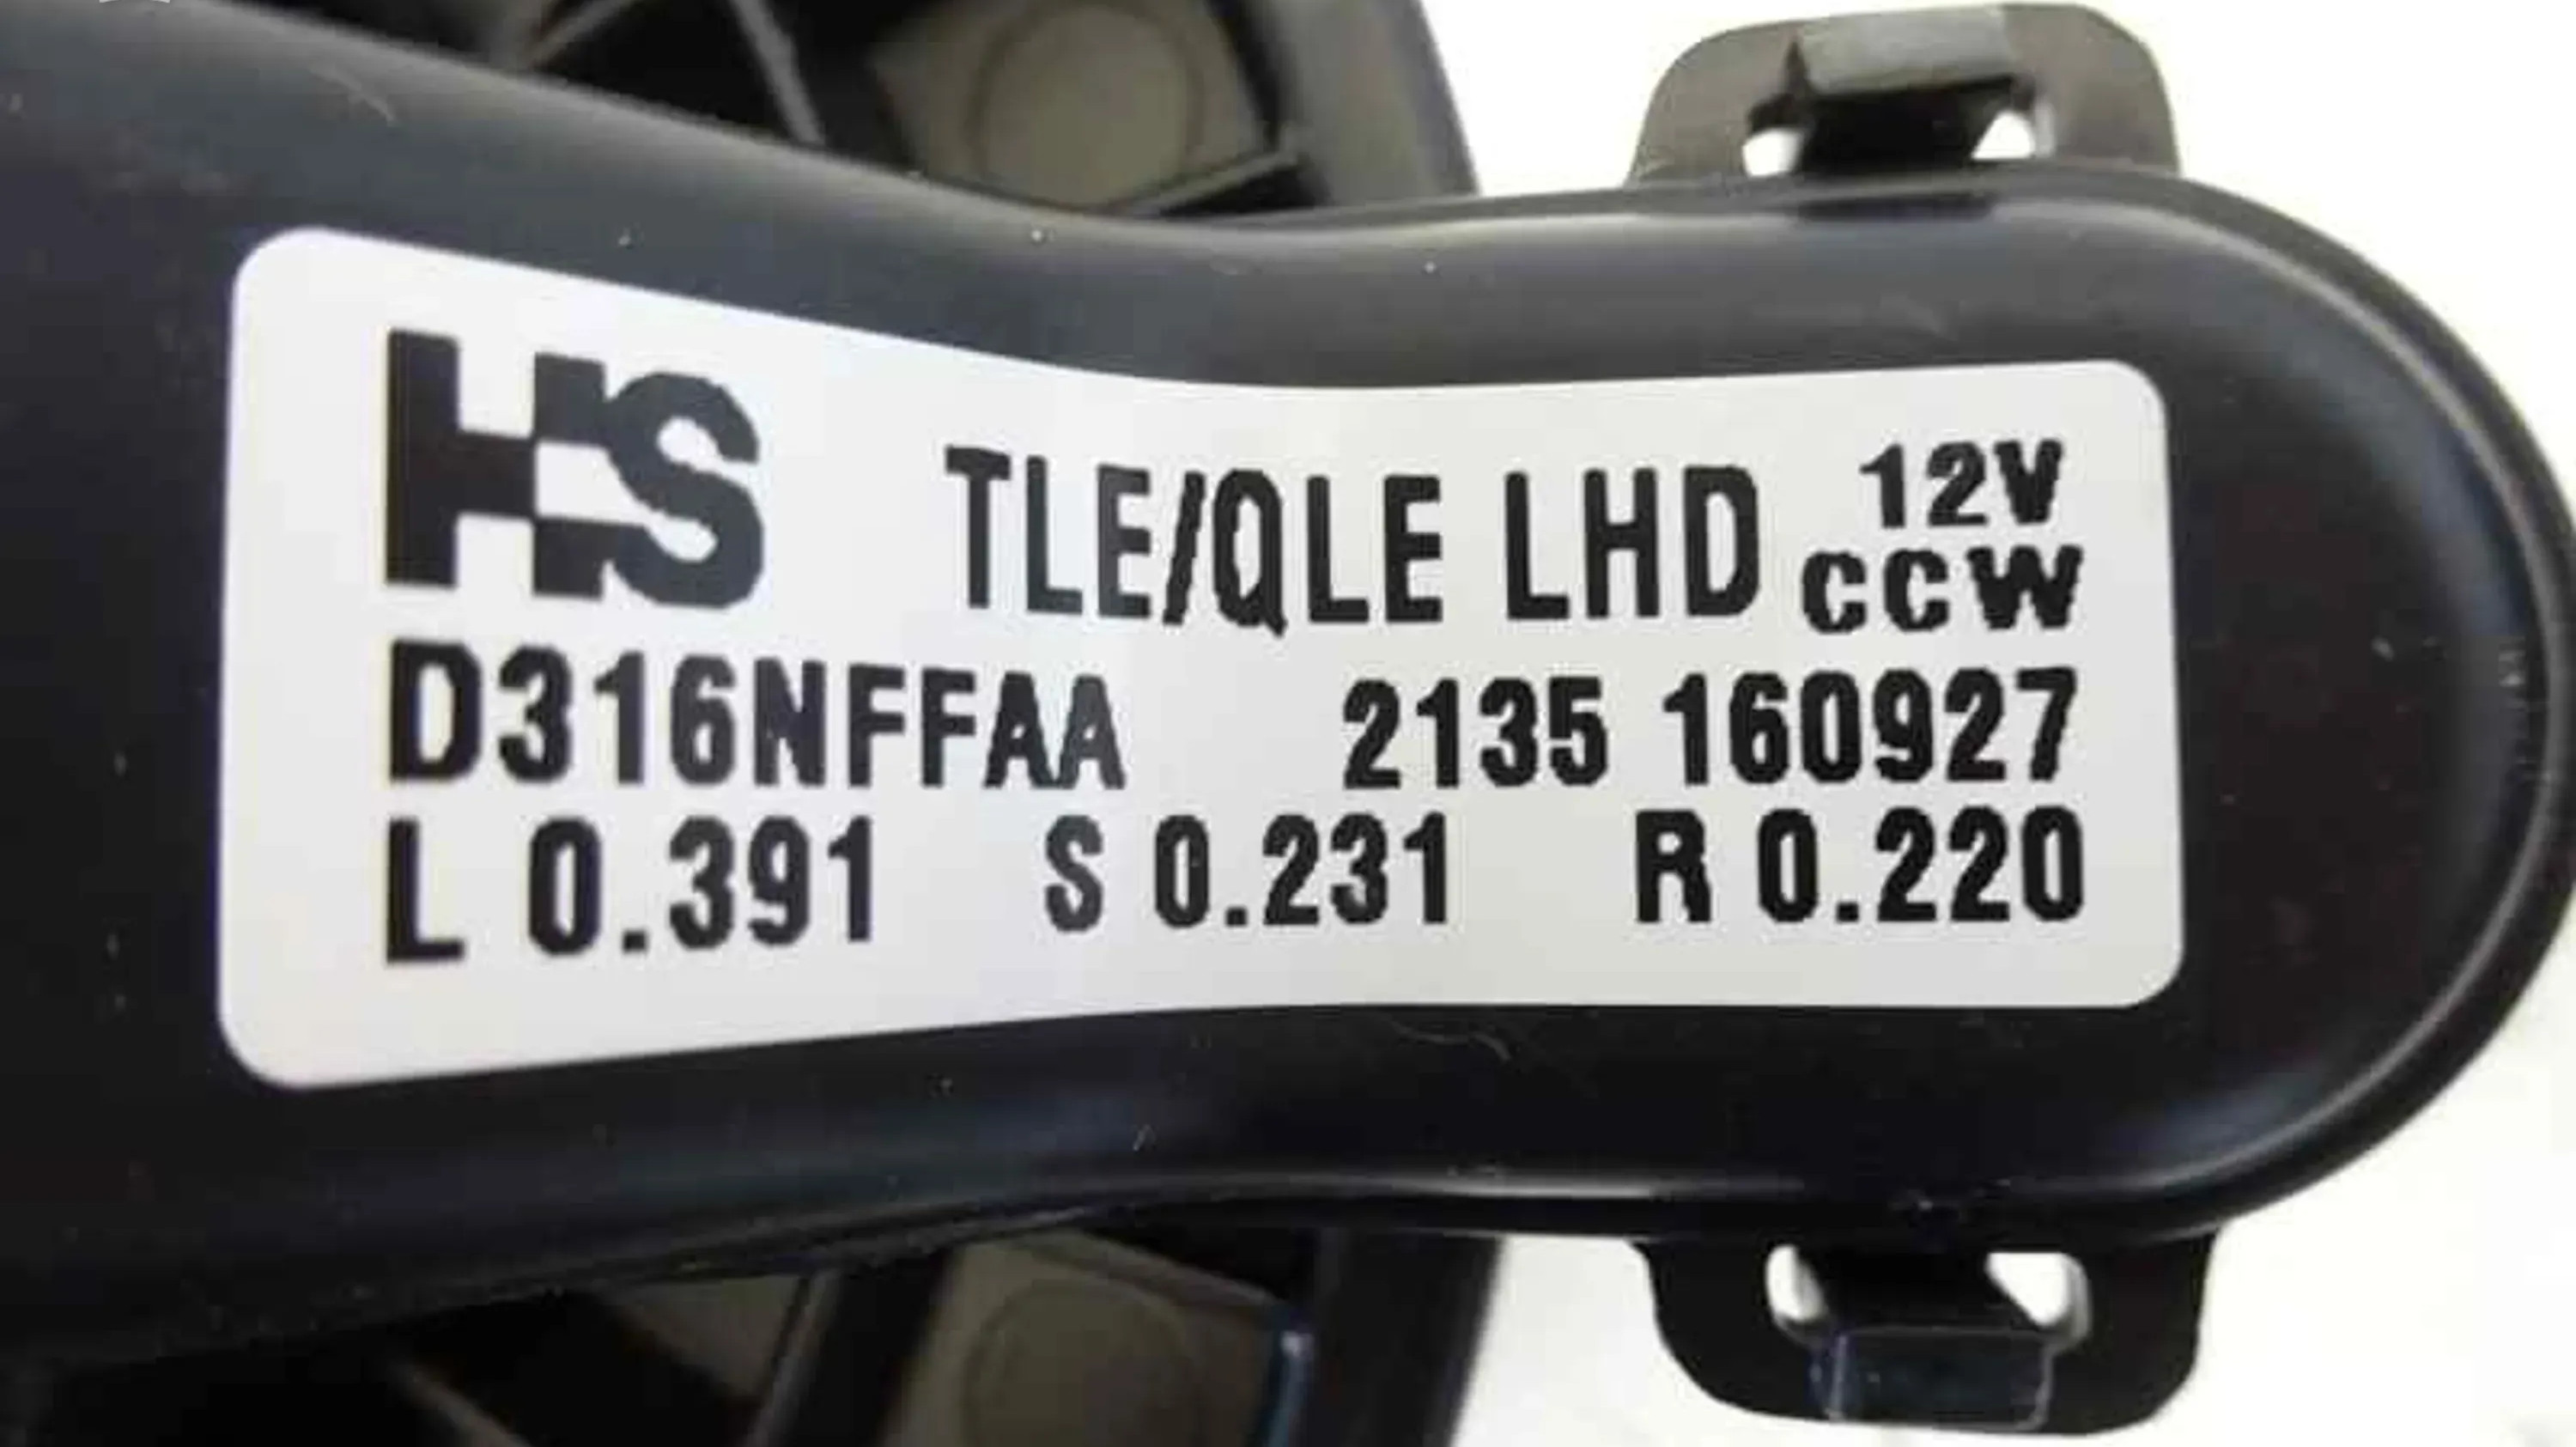 HS TLE/QLE LHD 12V CCW
D316NFFAA 2135 160927
L 0.391 S 0.231 R 0.220